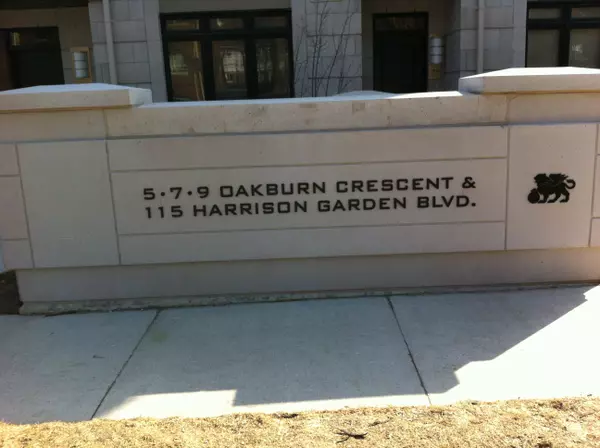 5·7·9 OAKBURN CRESCENT &
115 HARRISON GARDEN BLVD.